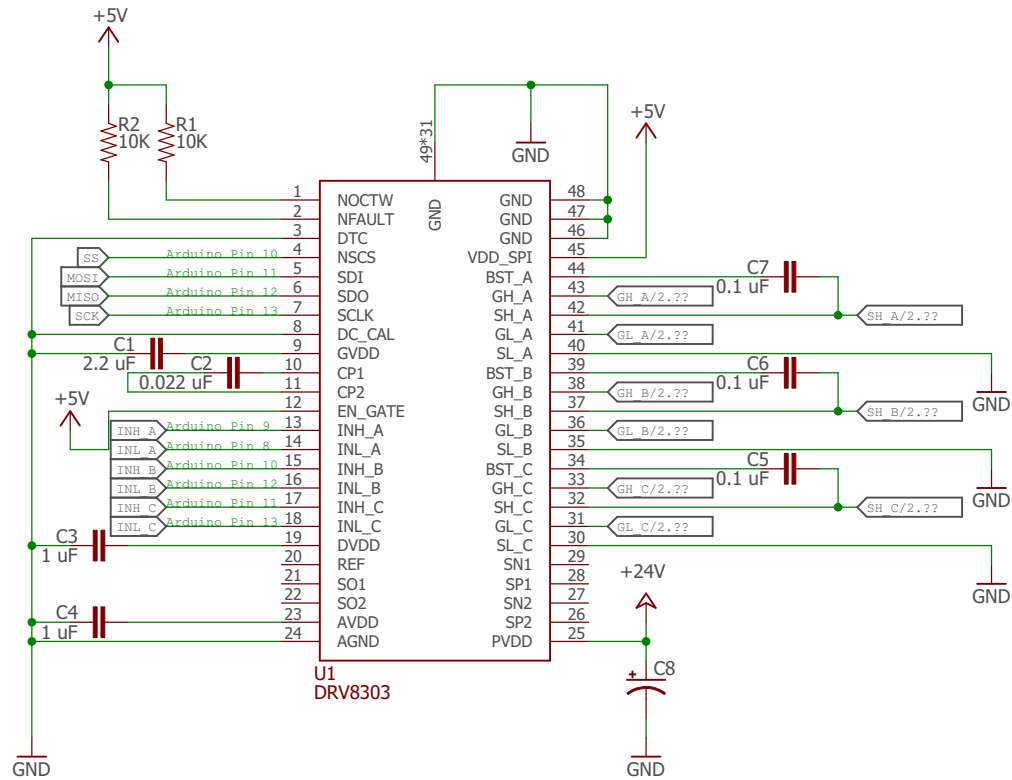 +5V
R2
10K
R1
10K
49*31
GND
+5V
GND
1 NOCTW
2 NFAULT
3 DTC
SS Arduino Pin 10 4 NSCS
MOSI Arduino Pin 11 5 SDI
MISO Arduino Pin 12 6 SDO
SCK Arduino Pin 13 7 SCLK
8 DC_CAL
C1
2.2 uF
9 GVDD
C2
0.022 uF
10 CP1
11 CP2
+5V
12 EN_GATE
INH_A Arduino Pin 9 13 INH_A
INL_A Arduino Pin 8 14 INL_A
INH_B Arduino Pin 10 15 INH_B
INL_B Arduino Pin 12 16 INL_B
INH_C Arduino Pin 11 17 INH_C
INL_C Arduino Pin 13 18 INL_C
C3
1 uF
19 DVDD
20 REF
21 SO1
22 SO2
C4
1 uF
23 AVDD
24 AGND
GND
GND 48
GND 47
GND 46
VDD_SPI 45
BST_A 44
C7
0.1 uF
GH_A 43 GH_A/2.??
SH_A 42 SH_A/2.??
GL_A 41 GL_A/2.??
SL_A 40
GND
BST_B 39
C6
0.1 uF
GH_B 38 GH_B/2.??
SH_B 37 SH_B/2.??
GL_B 36 GL_B/2.??
SL_B 35
GND
BST_C 34
C5
0.1 uF
GH_C 33 GH_C/2.??
SH_C 32 SH_C/2.??
GL_C 31 GL_C/2.??
SL_C 30
GND
SN1 29
SP1 28
SN2 27
SP2 26
PVDD 25
+24V
U1
DRV8303
+ C8
GND
GND